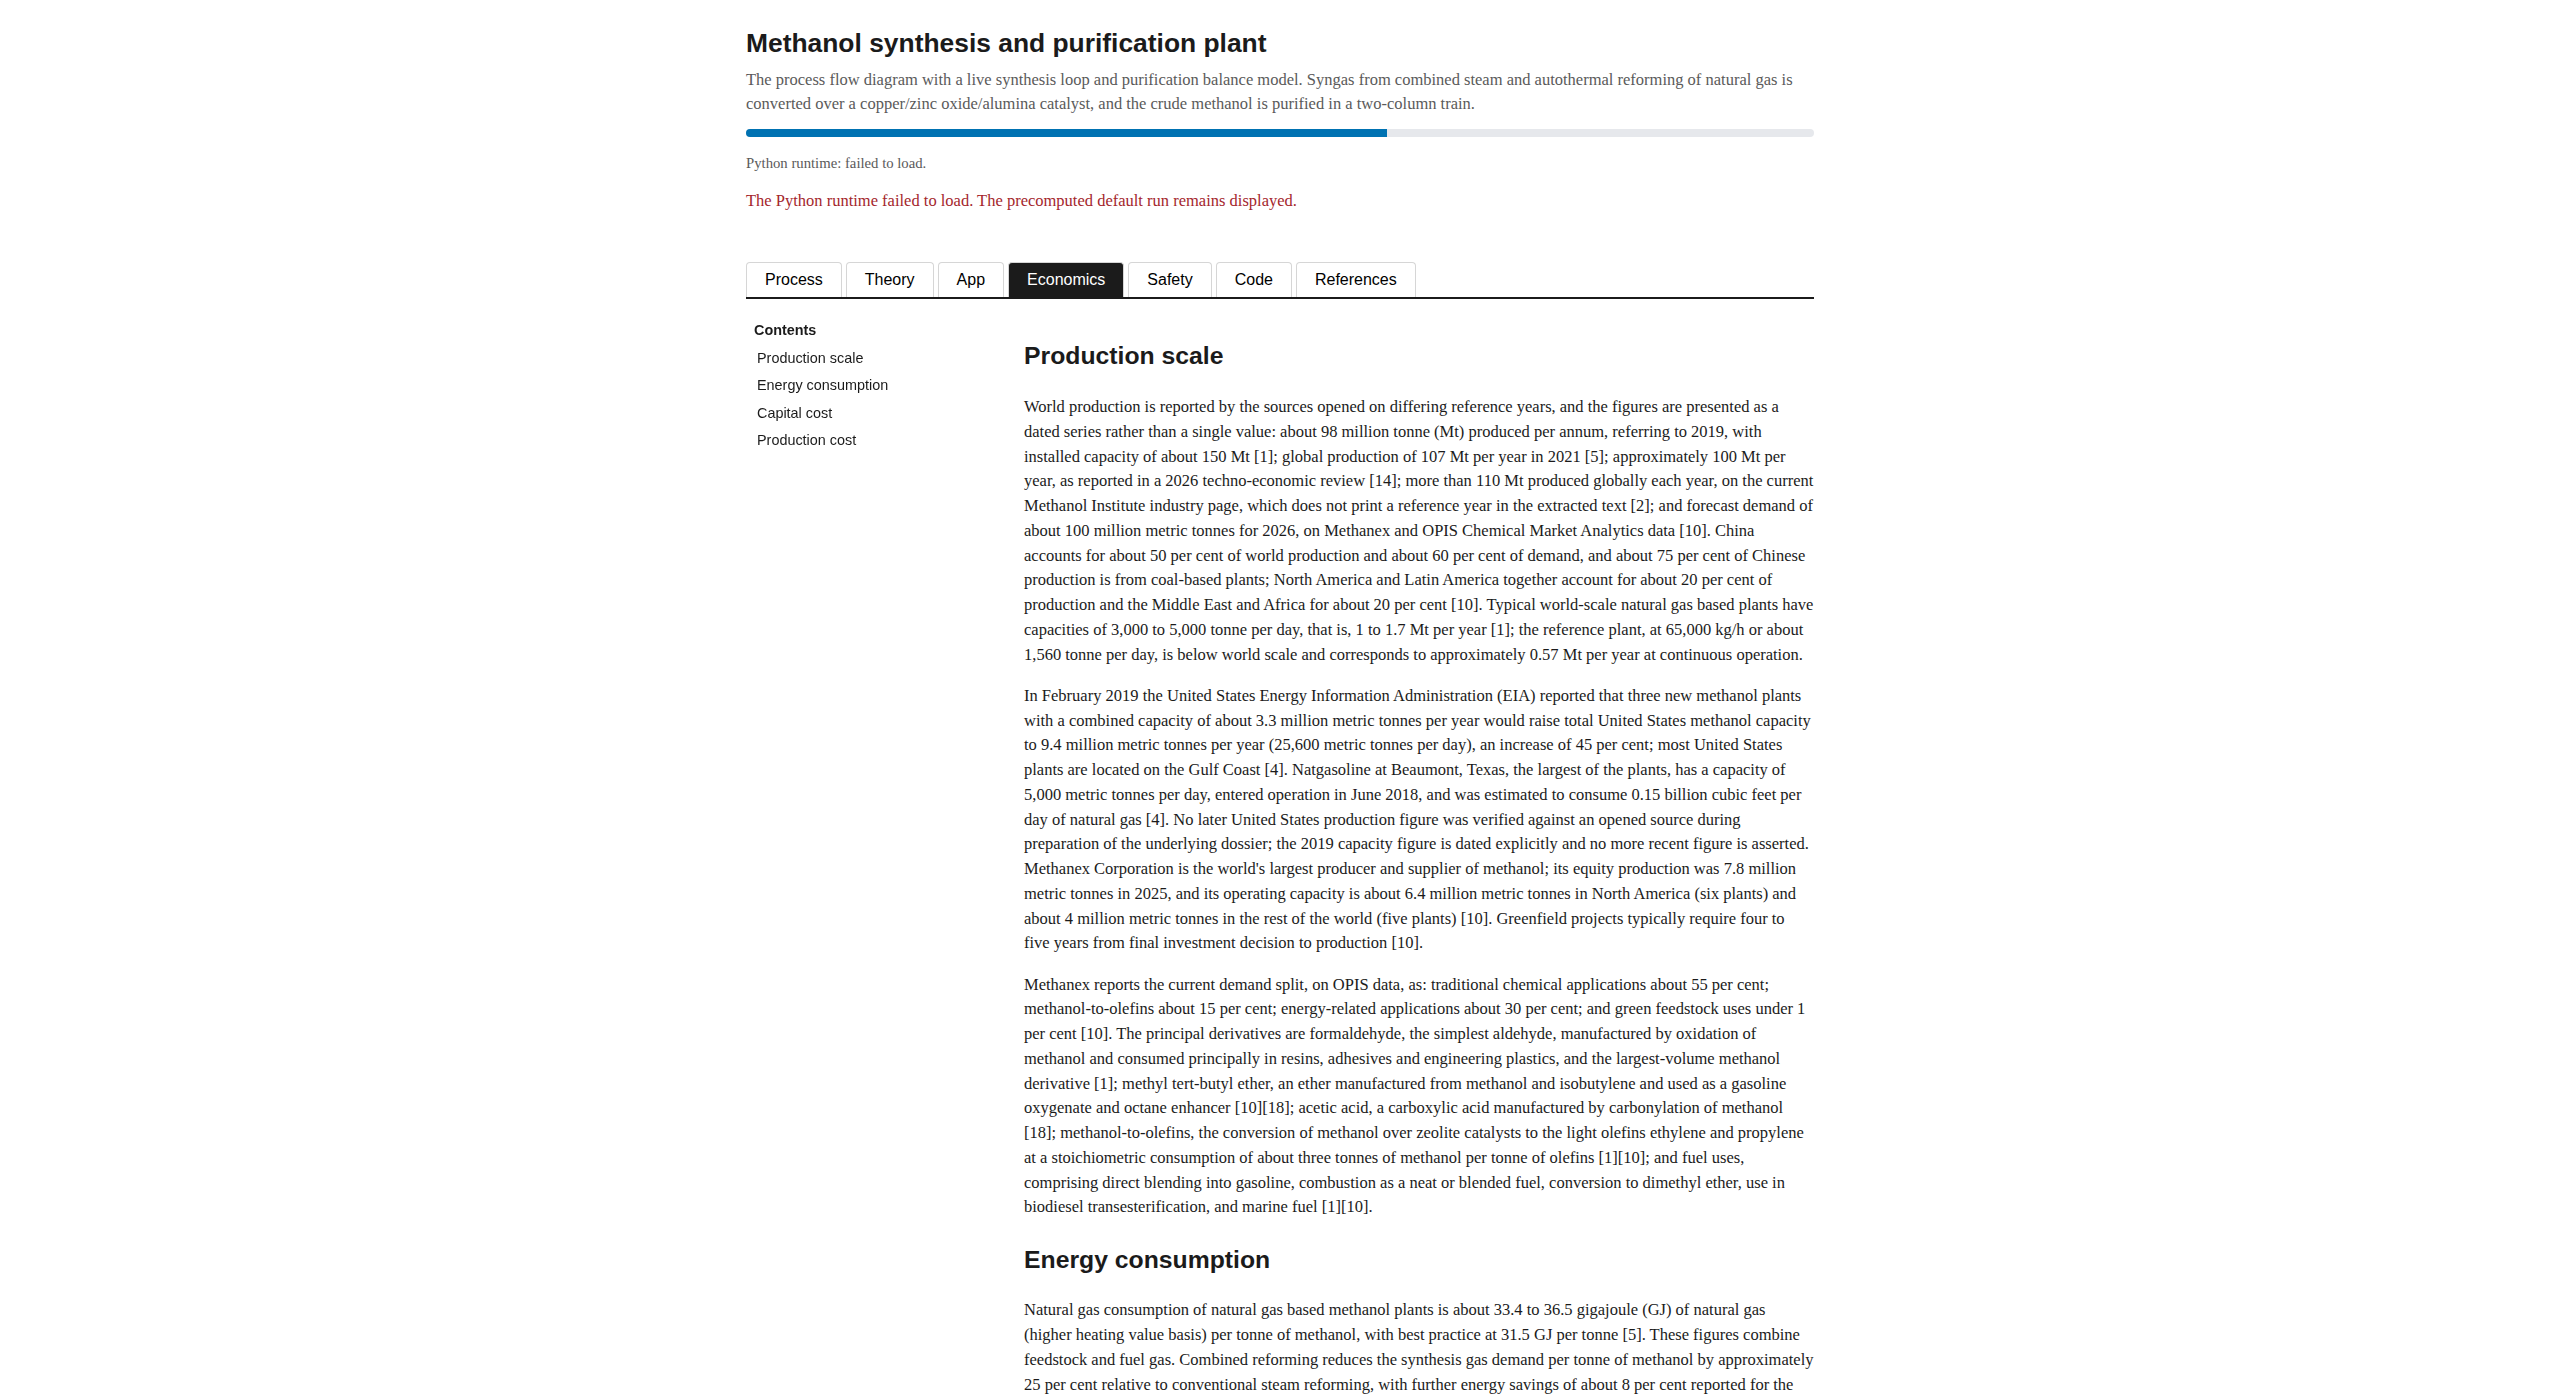 Methanol synthesis and purification plant
The process flow diagram with a live synthesis loop and purification balance model. Syngas from combined steam and autothermal reforming of natural gas is
converted over a copper/zinc oxide/alumina catalyst, and the crude methanol is purified in a two-column train.
Python runtime: failed to load.
The Python runtime failed to load. The precomputed default run remains displayed.
Process Theory App Economics Safety Code References
Contents
Production scale
Energy consumption
Capital cost
Production cost
Production scale
World production is reported by the sources opened on differing reference years, and the figures are presented as a
dated series rather than a single value: about 98 million tonne (Mt) produced per annum, referring to 2019, with
installed capacity of about 150 Mt [1]; global production of 107 Mt per year in 2021 [5]; approximately 100 Mt per
year, as reported in a 2026 techno-economic review [14]; more than 110 Mt produced globally each year, on the current
Methanol Institute industry page, which does not print a reference year in the extracted text [2]; and forecast demand of
about 100 million metric tonnes for 2026, on Methanex and OPIS Chemical Market Analytics data [10]. China
accounts for about 50 per cent of world production and about 60 per cent of demand, and about 75 per cent of Chinese
production is from coal-based plants; North America and Latin America together account for about 20 per cent of
production and the Middle East and Africa for about 20 per cent [10]. Typical world-scale natural gas based plants have
capacities of 3,000 to 5,000 tonne per day, that is, 1 to 1.7 Mt per year [1]; the reference plant, at 65,000 kg/h or about
1,560 tonne per day, is below world scale and corresponds to approximately 0.57 Mt per year at continuous operation.
In February 2019 the United States Energy Information Administration (EIA) reported that three new methanol plants
with a combined capacity of about 3.3 million metric tonnes per year would raise total United States methanol capacity
to 9.4 million metric tonnes per year (25,600 metric tonnes per day), an increase of 45 per cent; most United States
plants are located on the Gulf Coast [4]. Natgasoline at Beaumont, Texas, the largest of the plants, has a capacity of
5,000 metric tonnes per day, entered operation in June 2018, and was estimated to consume 0.15 billion cubic feet per
day of natural gas [4]. No later United States production figure was verified against an opened source during
preparation of the underlying dossier; the 2019 capacity figure is dated explicitly and no more recent figure is asserted.
Methanex Corporation is the world's largest producer and supplier of methanol; its equity production was 7.8 million
metric tonnes in 2025, and its operating capacity is about 6.4 million metric tonnes in North America (six plants) and
about 4 million metric tonnes in the rest of the world (five plants) [10]. Greenfield projects typically require four to
five years from final investment decision to production [10].
Methanex reports the current demand split, on OPIS data, as: traditional chemical applications about 55 per cent;
methanol-to-olefins about 15 per cent; energy-related applications about 30 per cent; and green feedstock uses under 1
per cent [10]. The principal derivatives are formaldehyde, the simplest aldehyde, manufactured by oxidation of
methanol and consumed principally in resins, adhesives and engineering plastics, and the largest-volume methanol
derivative [1]; methyl tert-butyl ether, an ether manufactured from methanol and isobutylene and used as a gasoline
oxygenate and octane enhancer [10][18]; acetic acid, a carboxylic acid manufactured by carbonylation of methanol
[18]; methanol-to-olefins, the conversion of methanol over zeolite catalysts to the light olefins ethylene and propylene
at a stoichiometric consumption of about three tonnes of methanol per tonne of olefins [1][10]; and fuel uses,
comprising direct blending into gasoline, combustion as a neat or blended fuel, conversion to dimethyl ether, use in
biodiesel transesterification, and marine fuel [1][10].
Energy consumption
Natural gas consumption of natural gas based methanol plants is about 33.4 to 36.5 gigajoule (GJ) of natural gas
(higher heating value basis) per tonne of methanol, with best practice at 31.5 GJ per tonne [5]. These figures combine
feedstock and fuel gas. Combined reforming reduces the synthesis gas demand per tonne of methanol by approximately
25 per cent relative to conventional steam reforming, with further energy savings of about 8 per cent reported for the